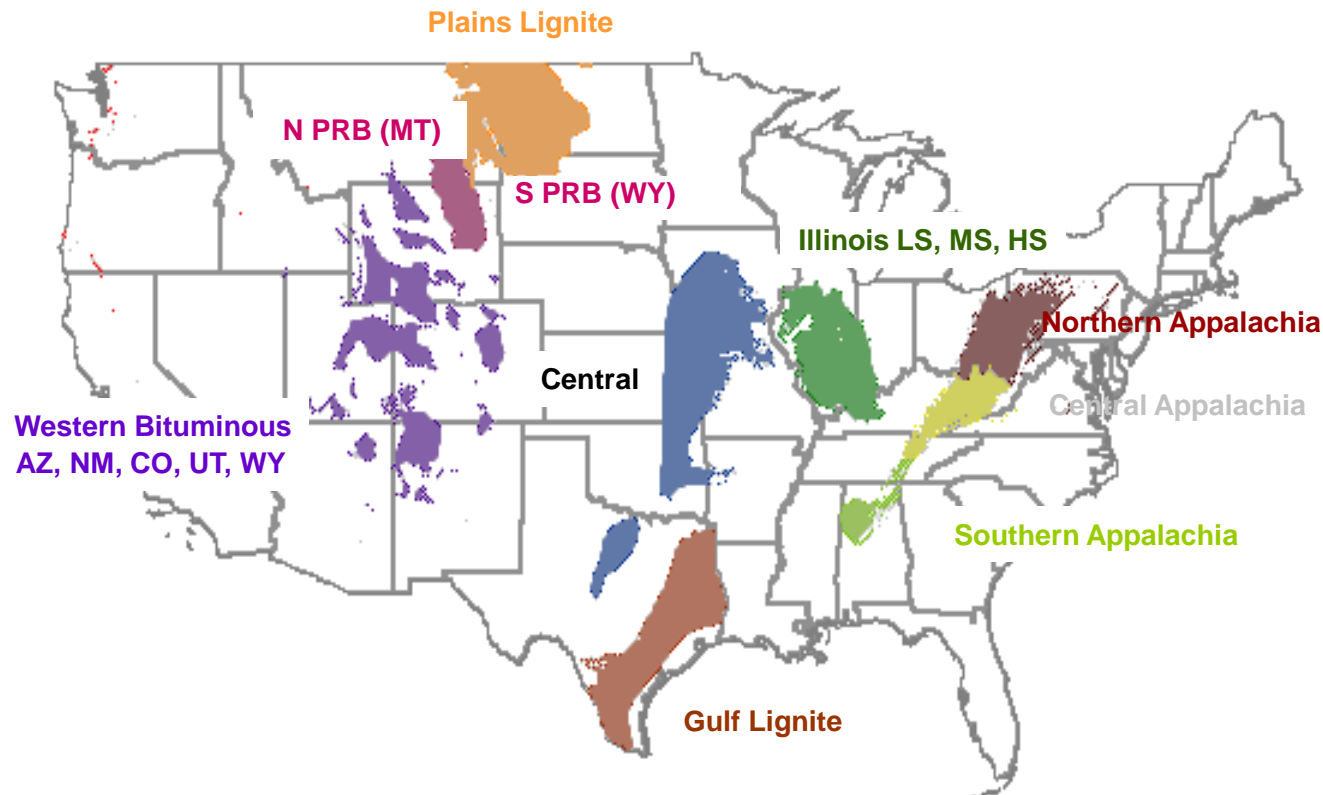 Plains Lignite
N PRB (MT)
S PRB (WY)
Illinois LS, MS, HS
Northern Appalachia
Central
Central Appalachia
Western Bituminous
AZ, NM, CO, UT, WY
Southern Appalachia
Gulf Lignite